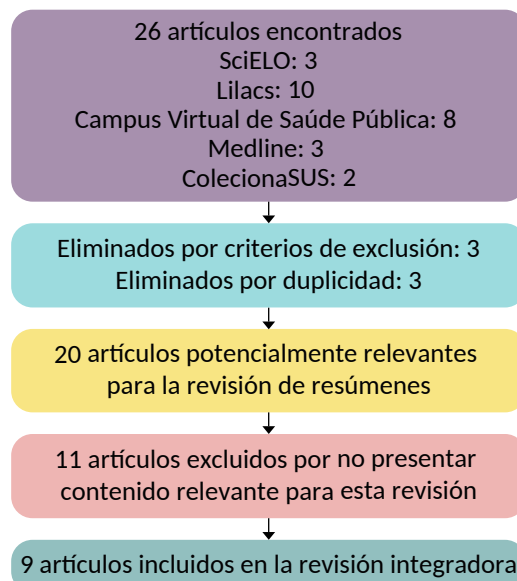 26 artículos encontrados
SciELO: 3
Lilacs: 10
Campus Virtual de Saúde Pública: 8
Medline: 3
ColecionaSUS: 2
Eliminados por criterios de exclusión: 3
Eliminados por duplicidad: 3
20 artículos potencialmente relevantes
para la revisión de resúmenes
11 artículos excluidos por no presentar
contenido relevante para esta revisión
9 artículos incluidos en la revisión integradora